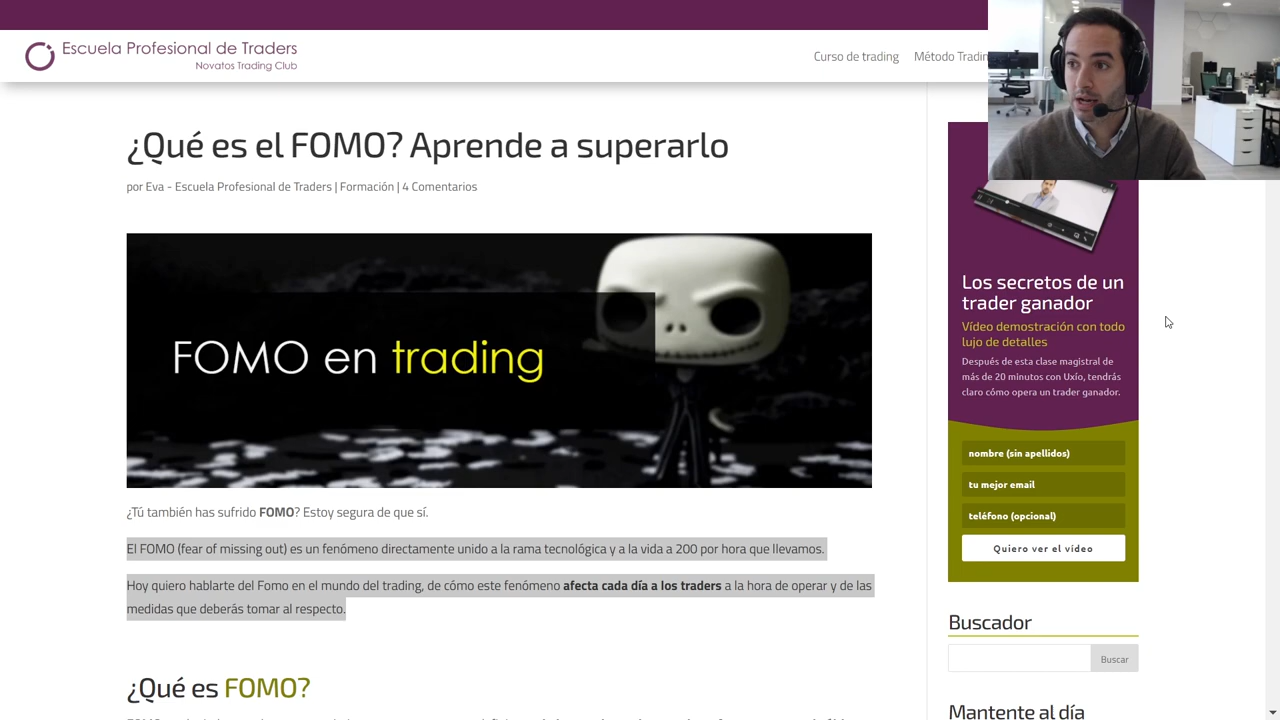 Escuela Profesional de Traders
Novatos Trading Club
Curso de trading
Método
¿Qué es el FOMO? Aprende a superarlo
por Eva - Escuela Profesional de Traders | Formación | 4 Comentarios
FOMO en trading
¿Tú también has sufrido FOMO? Estoy segura de que sí.
El FOMO (fear of missing out) es un fenómeno directamente unido a la rama tecnológica y a la vida a 200 por hora que llevamos.
Hoy quiero hablarte del Fomo en el mundo del trading, de cómo este fenómeno afecta cada día a los traders a la hora de operar y de las
medidas que deberás tomar al respecto.
¿Qué es FOMO?
Los secretos de un
trader ganador
Vídeo demostración con todo
lujo de detalles
Después de esta clase magistral de
más de 20 minutos con Uxío, tendrás
claro cómo opera un trader ganador.
nombre (sin apellidos)
tu mejor email
teléfono (opcional)
Quiero ver el vídeo
Buscador
Buscar
Mantente al día